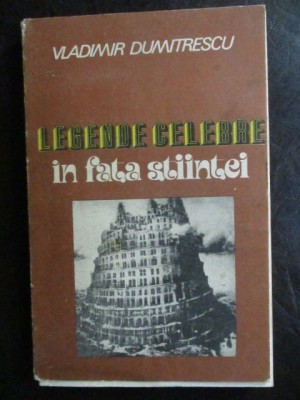 VLADIMIR DUMITRESCU
LEGENDE CELEBRE
in fata stiintei